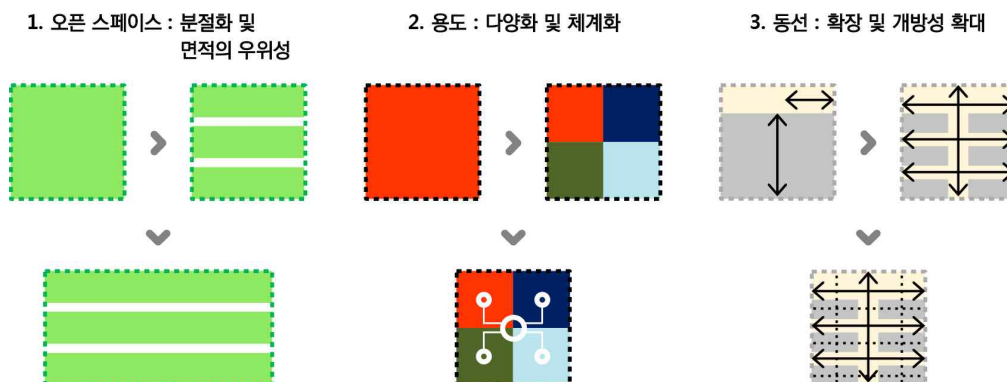 1. 오픈 스페이스 : 분절화 및
면적의 우위성
2. 용도 : 다양화 및 체계화
3. 동선 : 확장 및 개방성 확대